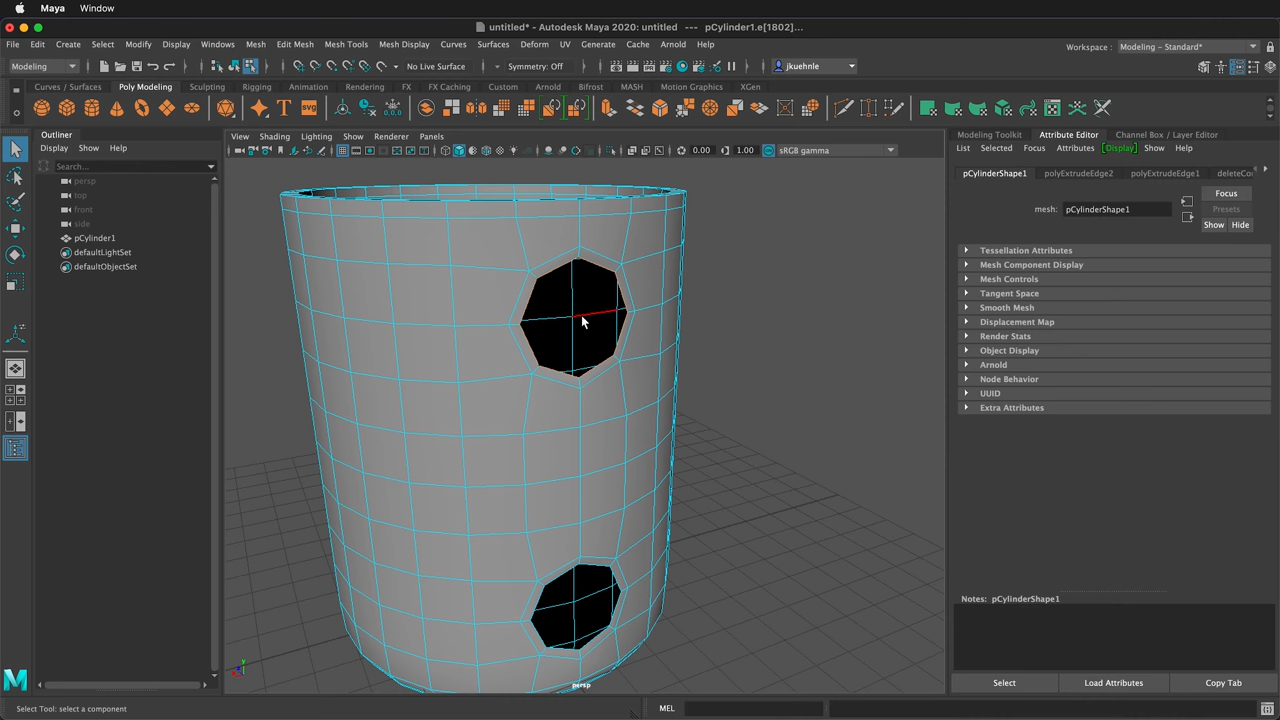 Maya Window
untitled* - Autodesk Maya 2020: untitled --- pCylinder1.e[1802]...
File Edit Create Select Modify Display Windows Mesh Edit Mesh Mesh Tools Mesh Display Curves Surfaces Deform UV Generate Cache Arnold Help
Workspace : Modeling - Standard*
Modeling No Live Surface Symmetry: Off jkuehnle
Curves / Surfaces Poly Modeling Sculpting Rigging Animation Rendering FX FX Caching Custom Arnold Bifrost MASH Motion Graphics XGen
T SVG 0,0,0
Outliner
Display Show Help
Search...
persp
top
front
side
pCylinder1
defaultLightSet
defaultObjectSet
View Shading Lighting Show Renderer Panels
0.00 1.00 sRGB gamma
y
persp
Modeling Toolkit Attribute Editor Channel Box / Layer Editor
List Selected Focus Attributes [Display] Show Help
pCylinderShape1 polyExtrudeEdge2 polyExtrudeEdge1 deleteCo
mesh: pCylinderShape1
Focus
Presets
Show Hide
Tessellation Attributes
Mesh Component Display
Mesh Controls
Tangent Space
Smooth Mesh
Displacement Map
Render Stats
Object Display
Arnold
Node Behavior
UUID
Extra Attributes
Notes: pCylinderShape1
Select Load Attributes Copy Tab
M
Select Tool: select a component
MEL